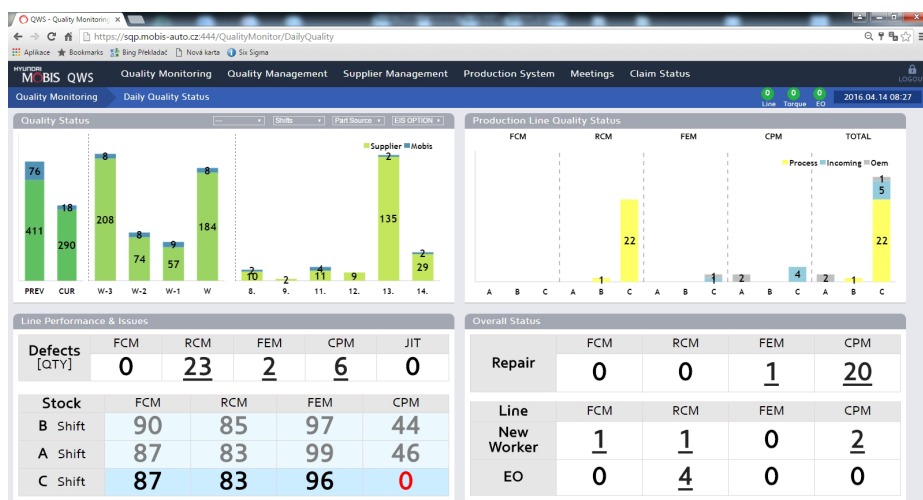 QWS - Quality Monitoring
https://sqp.mobis-auto.cz:444/QualityMonitor/DailyQuality
Aplikace Bookmarks Bing Překladač Nová karta Six Sigma
HYUNDAI
MOBIS QWS Quality Monitoring Quality Management Supplier Management Production System Meetings Claim Status
LOGOU
Quality Monitoring Daily Quality Status 0 0 0 2016.04.14 08:27
Line Torque EO
Quality Status --- Shifts Part Source EIS OPTION
Supplier Mobis
76 18 8 8 9 8 2 2 4 9 2 2
411 290 208 74 57 184 10 11 135 29
PREV CUR W-3 W-2 W-1 W 8. 9. 11. 12. 13. 14.
Production Line Quality Status
FCM RCM FEM CPM TOTAL
Process Incoming Oem
1 22 1 2 4 2 1 1 5 22
A B C A B C A B C A B C A B C
Line Performance & Issues
Defects [QTY] FCM RCM FEM CPM JIT
0 23 2 6 0
Stock FCM RCM FEM CPM
B Shift 90 85 97 44
A Shift 87 83 99 46
C Shift 87 83 96 0
Overall Status
Repair FCM RCM FEM CPM
0 0 1 20
Line FCM RCM FEM CPM
New Worker 1 1 0 2
EO 0 4 0 0